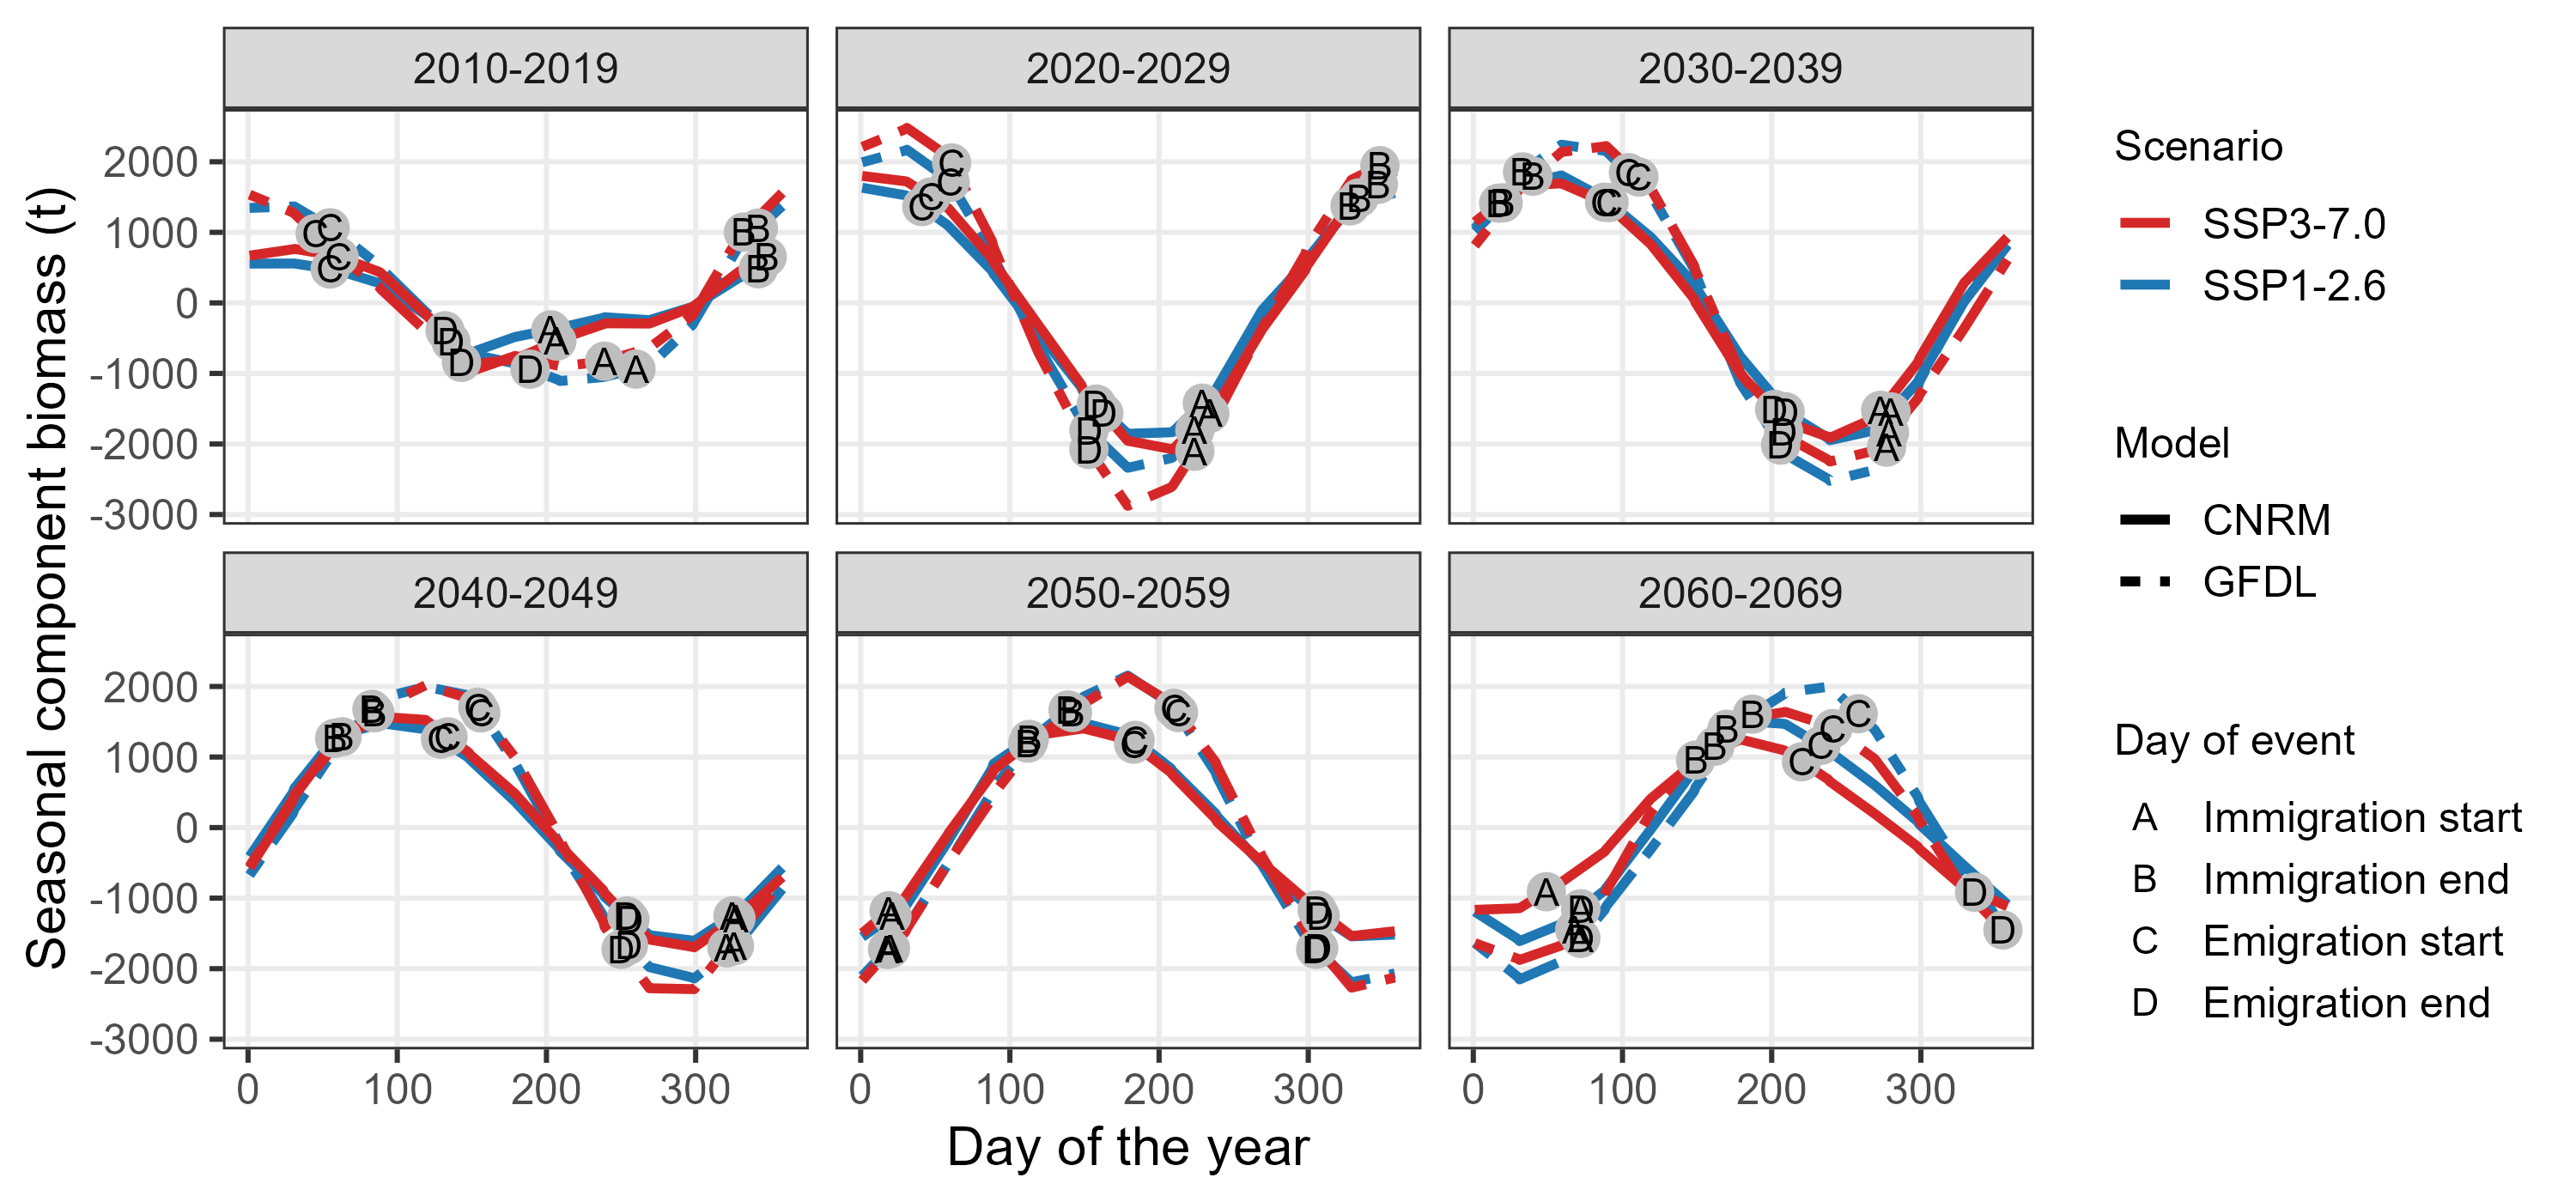 2010-2019
2020-2029
2030-2039
C
C
C
C
D
D
D
D
A
A
A
A
B
B
B
B
C
C
C
C
D
D
D
D
A
A
A
A
B
B
B
B
B
B
B
B
C
C
C
C
D
D
D
D
A
A
A
A
2000
1000
0
-1000
-2000
-3000
2040-2049
2050-2059
2060-2069
B
B
B
B
C
C
C
C
D
D
D
D
A
A
A
A
A
A
A
A
B
B
B
B
C
C
C
C
D
D
D
D
A
A
A
A
D
D
B
B
B
B
C
C
C
C
D
D
2000
1000
0
-1000
-2000
-3000
0 100 200 300
0 100 200 300
0 100 200 300
Day of the year
Seasonal component biomass (t)
Scenario
SSP3-7.0
SSP1-2.6
Model
CNRM
GFDL
Day of event
A Immigration start
B Immigration end
C Emigration start
D Emigration end